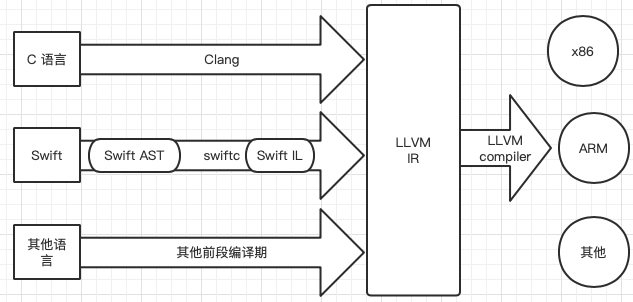 C 语言
Clang
Swift
Swift AST
swiftc
Swift IL
其他语
言
其他前段编译期
LLVM
IR
LLVM
compiler
x86
ARM
其他